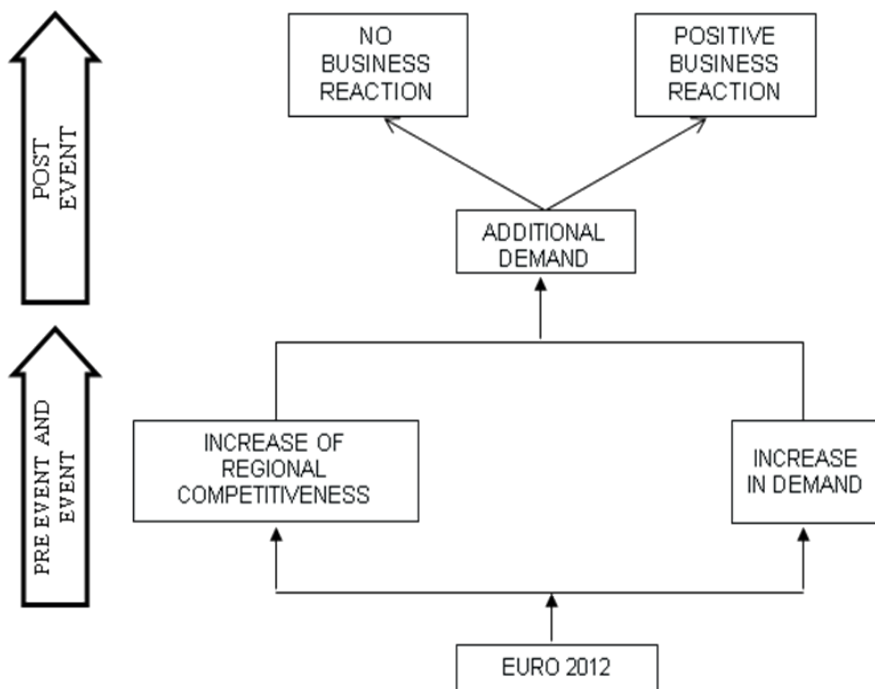 NO
BUSINESS
REACTION
POSITIVE
BUSINESS
REACTION
POST
EVENT
ADDITIONAL
DEMAND
PRE EVENT AND
EVENT
INCREASE OF
REGIONAL
COMPETITIVENESS
INCREASE
IN DEMAND
EURO 2012